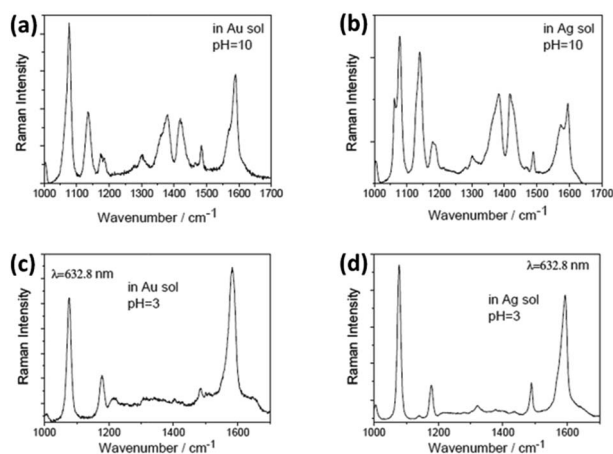 (a)
in Au sol
pH=10
Raman Intensity
1000 1100 1200 1300 1400 1500 1600 1700
Wavenumber / cm⁻¹
(b)
in Ag sol
pH=10
Raman Intensity
1000 1100 1200 1300 1400 1500 1600 1700
Wavenumber / cm⁻¹
(c)
λ=632.8 nm
in Au sol
pH=3
Raman Intensity
1000 1200 1400 1600
Wavenumber / cm⁻¹
(d)
λ=632.8 nm
in Ag sol
pH=3
Raman Intensity
1000 1200 1400 1600
Wavenumber / cm⁻¹